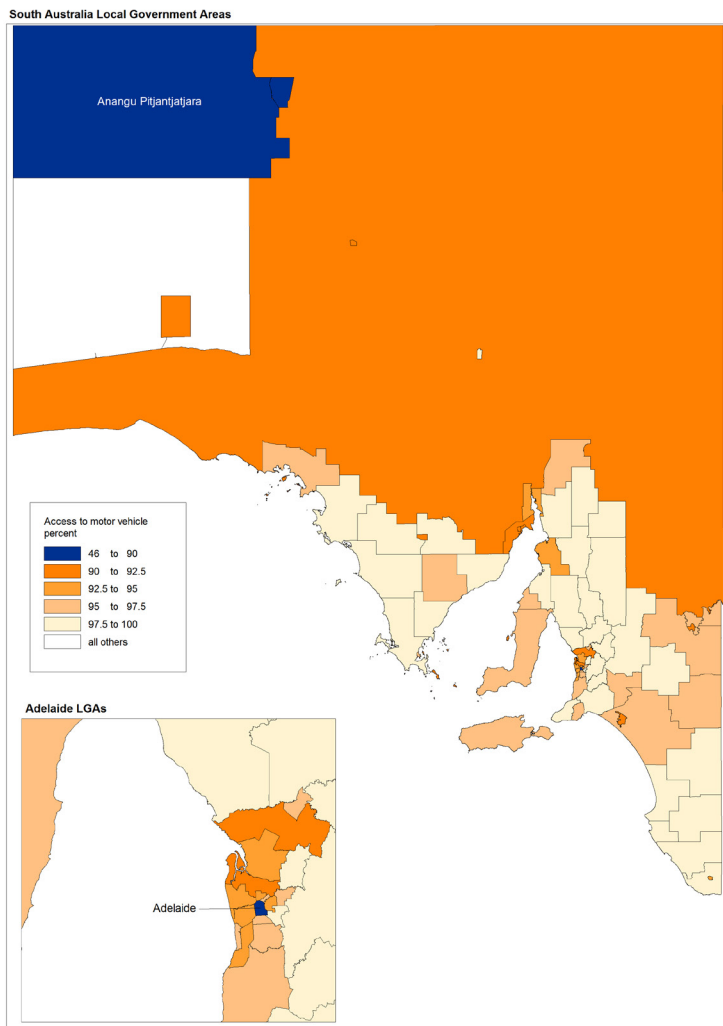 South Australia Local Government Areas
Anangu Pitjantjatjara
Access to motor vehicle
percent
46 to 90
90 to 92.5
92.5 to 95
95 to 97.5
97.5 to 100
all others
Adelaide LGAs
Adelaide